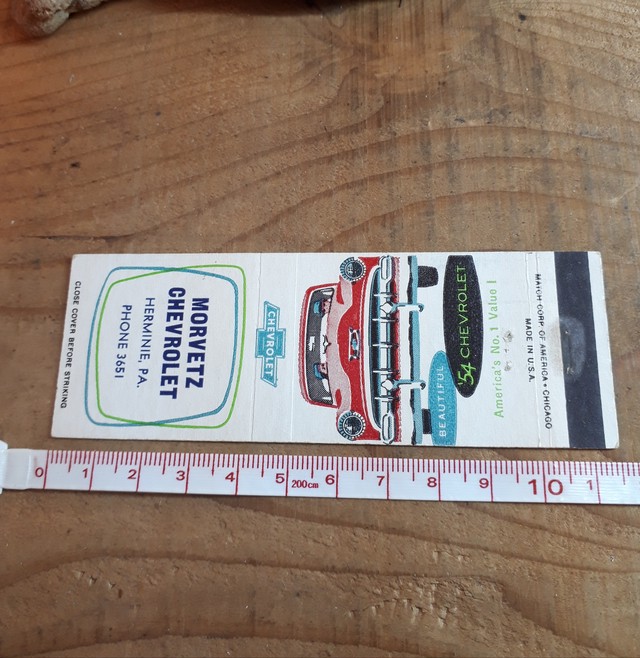 CLOSE COVER BEFORE STRIKING
MORVETZ
CHEVROLET
HERMINIE, PA.
PHONE 3651
CHEVROLET
BEAUTIFUL
'54 CHEVROLET
America's No. 1 Value!
MADE IN U.S.A.
MATCH CORP. OF AMERICA • CHICAGO
0 1 2 3 4 5 200cm 6 7 8 9 10 1